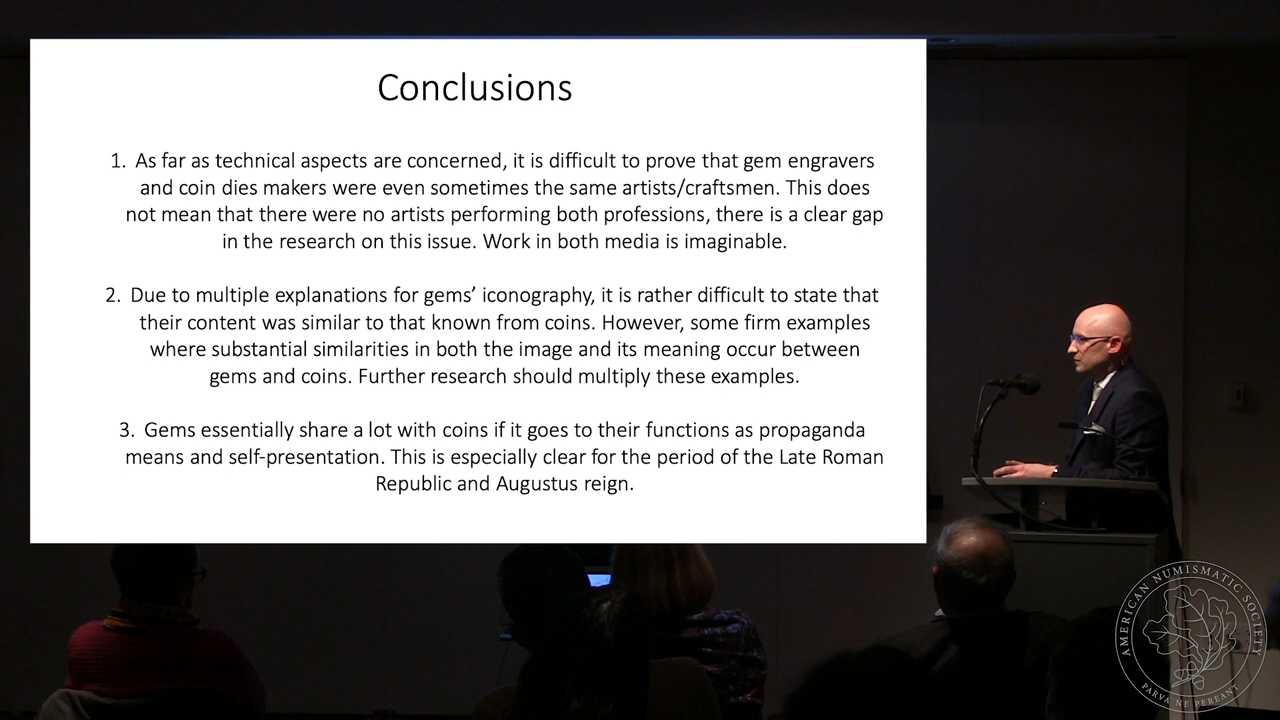 Conclusions
1. As far as technical aspects are concerned, it is difficult to prove that gem engravers
and coin dies makers were even sometimes the same artists/craftsmen. This does
not mean that there were no artists performing both professions, there is a clear gap
in the research on this issue. Work in both media is imaginable.
2. Due to multiple explanations for gems’ iconography, it is rather difficult to state that
their content was similar to that known from coins. However, some firm examples
where substantial similarities in both the image and its meaning occur between
gems and coins. Further research should multiply these examples.
3. Gems essentially share a lot with coins if it goes to their functions as propaganda
means and self-presentation. This is especially clear for the period of the Late Roman
Republic and Augustus reign.
AMERICAN NUMISMATIC SOCIETY
PARVA NE PEREANT